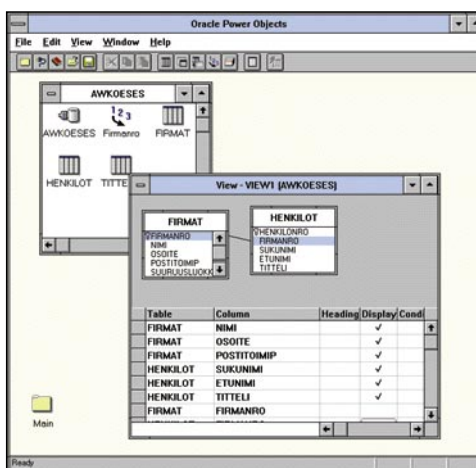 Oracle Power Objects
File Edit View Window Help
AWKOESES
AWKOESES Firmanro FIRMAT
HENKILOT
View - VIEW1 (AWKOESES)
FIRMAT
FIRMANRO
NIMI
OSOITE
POSTITOIMIP
SUURUUSLUOKK
HENKILOT
HENKILONRO
FIRMANRO
SUKUNIMI
ETUNIMI
TITTELI
Table Column Heading Display Condi
FIRMAT NIMI
FIRMAT OSOITE
FIRMAT POSTITOIMIP
HENKILOT SUKUNIMI
HENKILOT ETUNIMI
HENKILOT TITTELI
FIRMAT FIRMANRO
Main
Ready